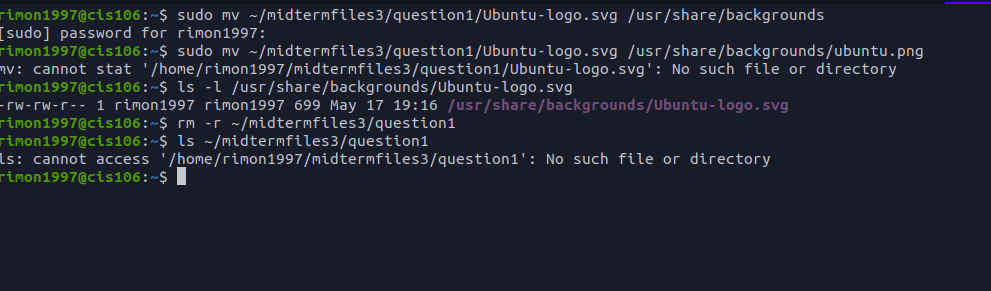 rimon1997@cis106:~$ sudo mv ~/midtermfiles3/question1/Ubuntu-logo.svg /usr/share/backgrounds
[sudo] password for rimon1997:
rimon1997@cis106:~$ sudo mv ~/midtermfiles3/question1/Ubuntu-logo.svg /usr/share/backgrounds/ubuntu.png
mv: cannot stat '/home/rimon1997/midtermfiles3/question1/Ubuntu-logo.svg': No such file or directory
rimon1997@cis106:~$ ls -l /usr/share/backgrounds/Ubuntu-logo.svg
-rw-rw-r-- 1 rimon1997 rimon1997 699 May 17 19:16 /usr/share/backgrounds/Ubuntu-logo.svg
rimon1997@cis106:~$ rm -r ~/midtermfiles3/question1
rimon1997@cis106:~$ ls ~/midtermfiles3/question1
ls: cannot access '/home/rimon1997/midtermfiles3/question1': No such file or directory
rimon1997@cis106:~$